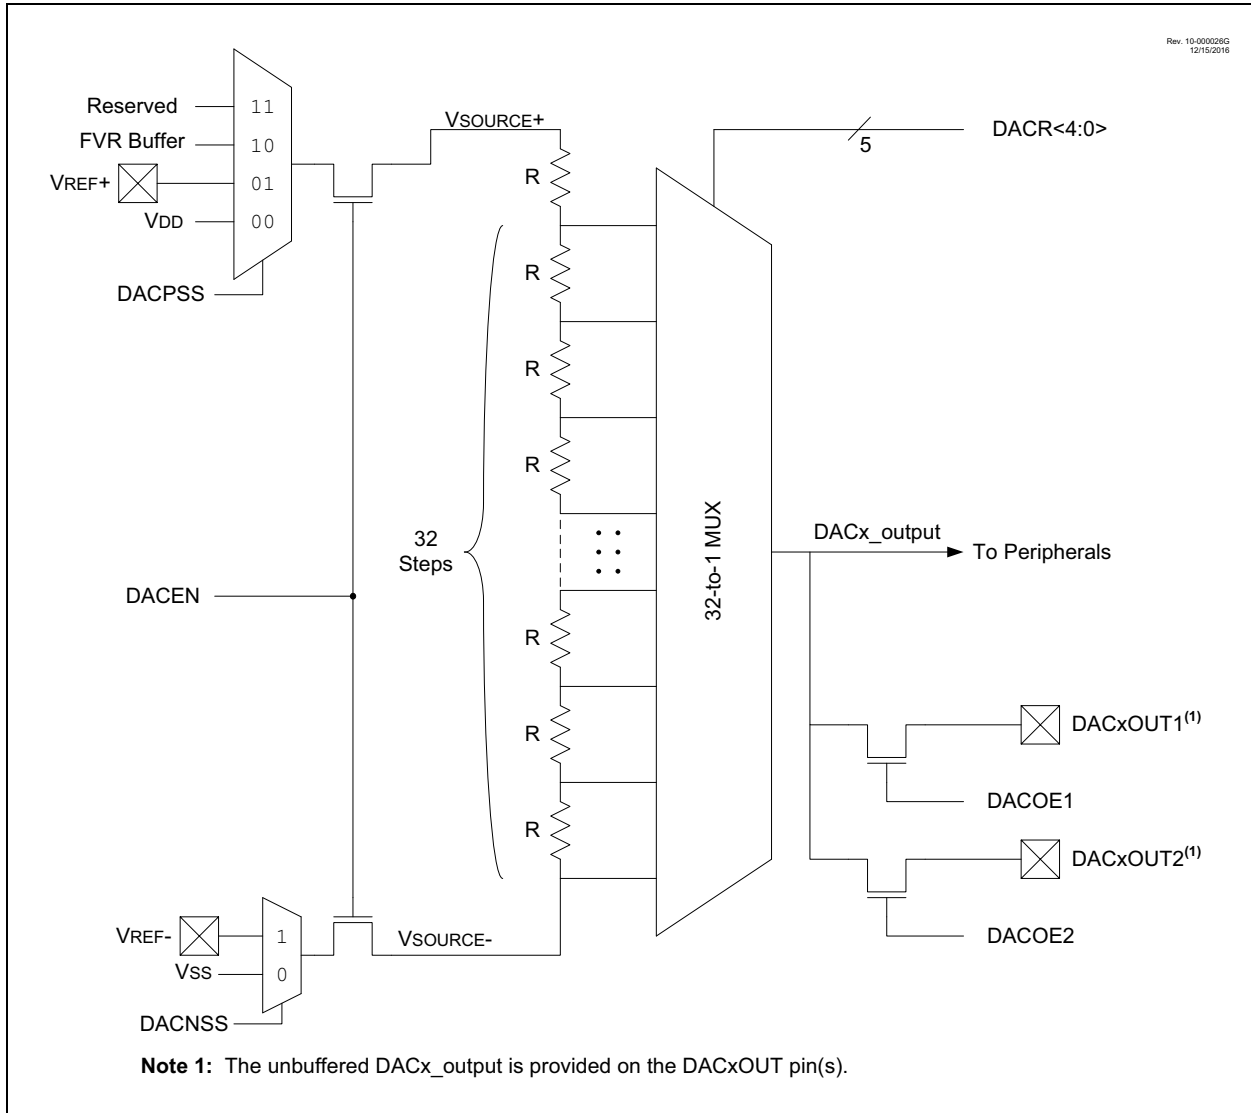 Rev. 10-000026G
12/15/2016
Reserved
11
FVR Buffer
10
VREF+
01
VDD
00
DACPSS
VSOURCE+
R
R
R
R
DACR<4:0>
5
32
Steps
32-to-1 MUX
DACx_output
To Peripherals
DACEN
R
R
R
DACxOUT1(1)
DACOE1
DACxOUT2(1)
DACOE2
VREF-
1
VSS
0
VSOURCE-
DACNSS
Note 1: The unbuffered DACx_output is provided on the DACxOUT pin(s).